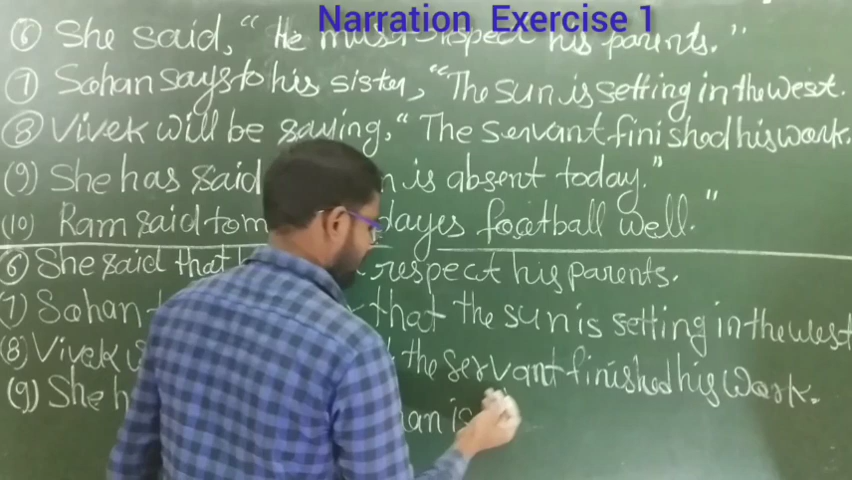 Narration Exercise 1
(6) She said, "He must respect his parents."
(7) Sohan says to his sister, "The sun is setting in the west.
(8) Vivek will be saying, "The servant finished his work.
(9) She has said is absent today."
(10) Ram said to football well."
(6) She said that respect his parents.
(7) Sohan that the sun is setting in the west
(8) Vivek the servant finished his work.
(9) She is